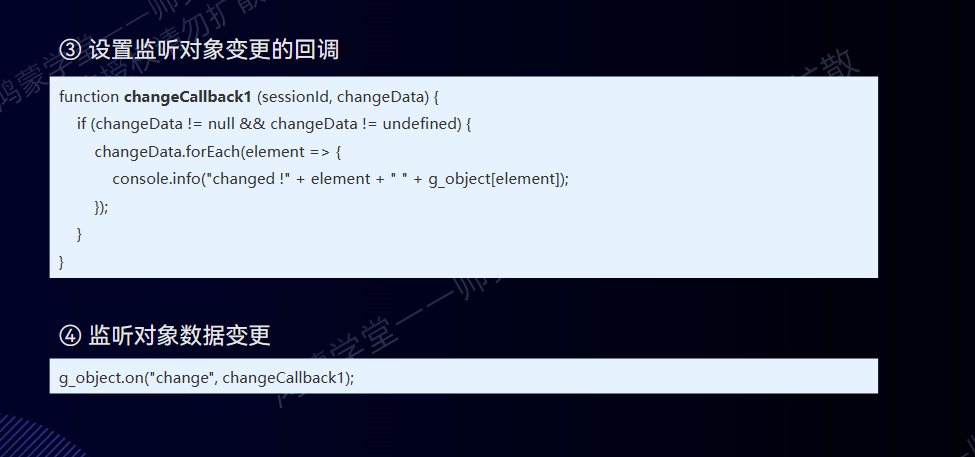 ③ 设置监听对象变更的回调
function changeCallback1 (sessionId, changeData) {
if (changeData != null && changeData != undefined) {
changeData.forEach(element => {
console.info("changed !" + element + " " + g_object[element]);
});
}
}
④ 监听对象数据变更
g_object.on("change", changeCallback1);